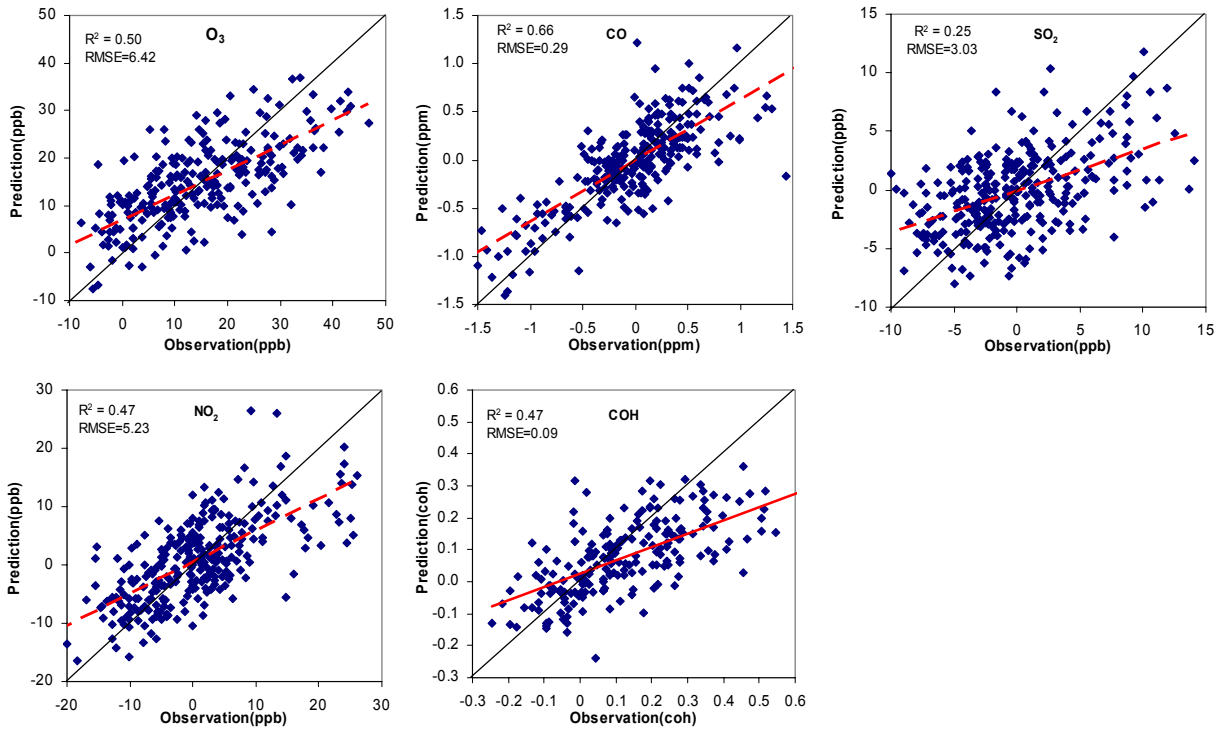 50
40
30
20
10
0
-10
Prediction(ppb)
R² = 0.50
RMSE=6.42
O₃
-10 0 10 20 30 40 50
Observation(ppb)
1.5
1.0
0.5
0.0
-0.5
-1.0
-1.5
Prediction(ppm)
R² = 0.66
RMSE=0.29
CO
-1.5 -1 -0.5 0 0.5 1 1.5
Observation(ppm)
15
10
5
0
-5
-10
Prediction(ppb)
R² = 0.25
RMSE=3.03
SO₂
-10 -5 0 5 10 15
Observation(ppb)
30
20
10
0
-10
-20
Prediction(ppb)
R² = 0.47
RMSE=5.23
NO₂
-20 -10 0 10 20 30
Observation(ppb)
0.6
0.5
0.4
0.3
0.2
0.1
0.0
-0.1
-0.2
-0.3
Prediction(coh)
R² = 0.47
RMSE=0.09
COH
-0.3 -0.2 -0.1 0 0.1 0.2 0.3 0.4 0.5 0.6
Observation(coh)